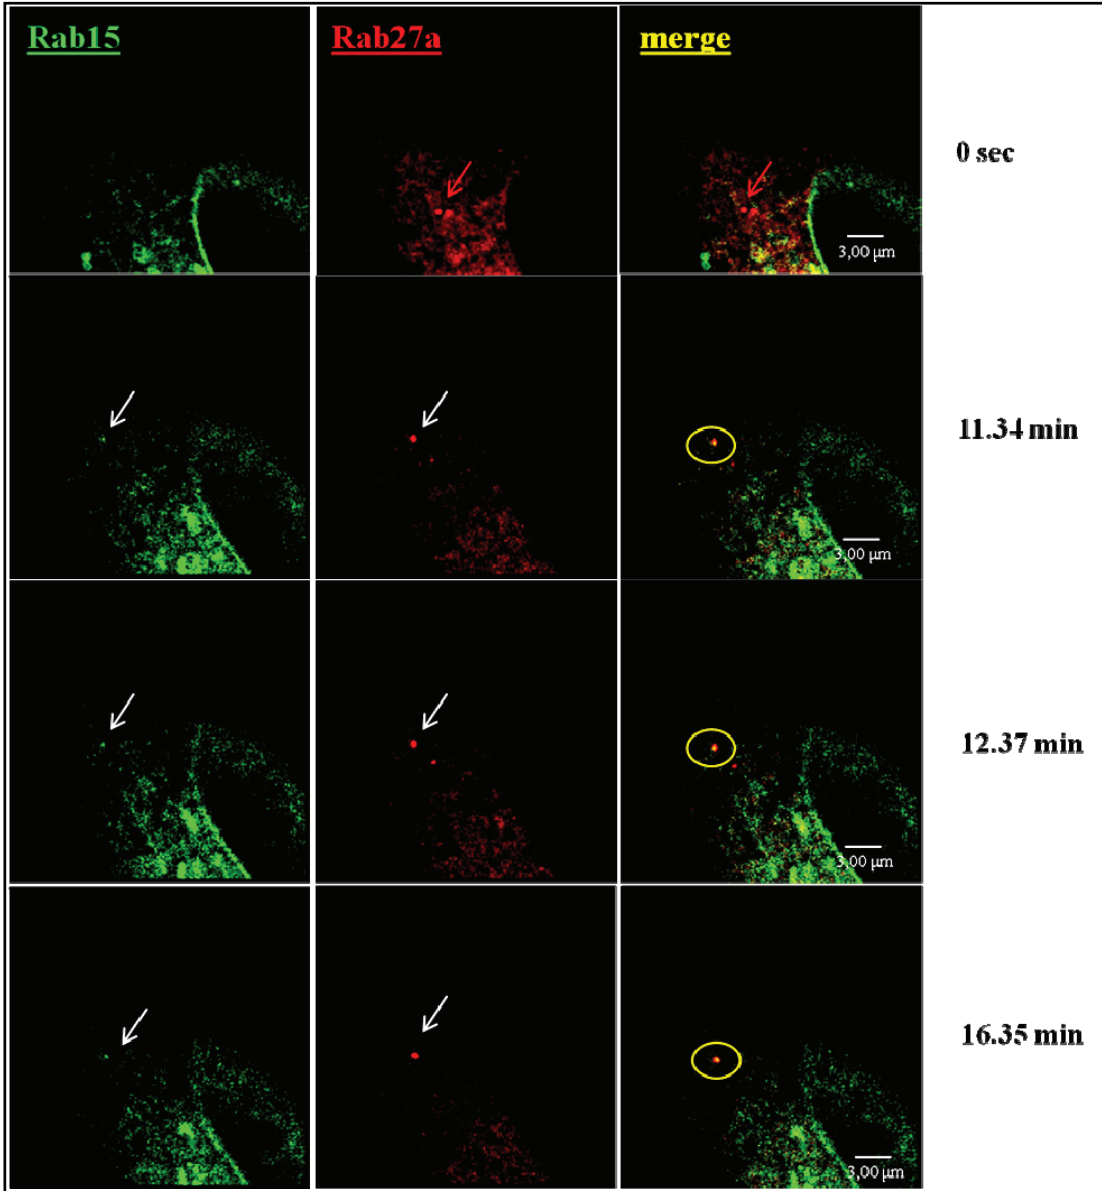 Rab15
Rab27a
merge
0 sec
3,00 µm
11.34 min
3,00 µm
12.37 min
3,00 µm
16.35 min
3,00 µm